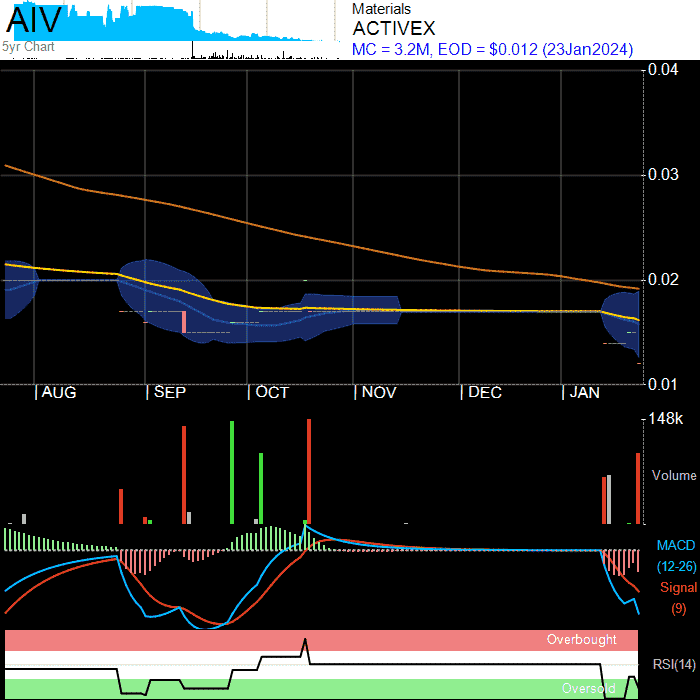 AIV
5yr Chart
Materials
ACTIVEX
MC = 3.2M, EOD = $0.012 (23Jan2024)
0.04
0.03
0.02
0.01
AUG SEP OCT NOV DEC JAN
148k
Volume
MACD
(12-26)
Signal
(9)
Overbought
RSI(14)
Oversold